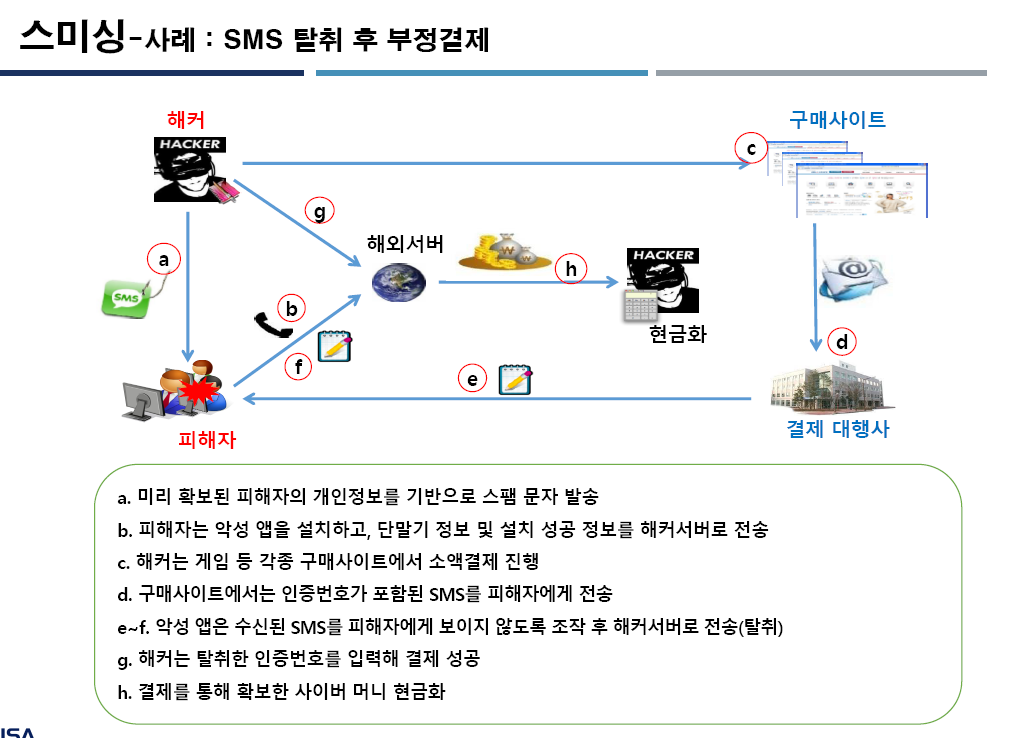 스미싱-사례 : SMS 탈취 후 부정결제
해커
구매사이트
HACKER
c
g
해외서버
a
SMS
h
HACKER
b
현금화
f
d
e
피해자
결제 대행사
a. 미리 확보된 피해자의 개인정보를 기반으로 스팸 문자 발송
b. 피해자는 악성 앱을 설치하고, 단말기 정보 및 설치 성공 정보를 해커서버로 전송
c. 해커는 게임 등 각종 구매사이트에서 소액결제 진행
d. 구매사이트에서는 인증번호가 포함된 SMS를 피해자에게 전송
e~f. 악성 앱은 수신된 SMS를 피해자에게 보이지 않도록 조작 후 해커서버로 전송(탈취)
g. 해커는 탈취한 인증번호를 입력해 결제 성공
h. 결제를 통해 확보한 사이버 머니 현금화